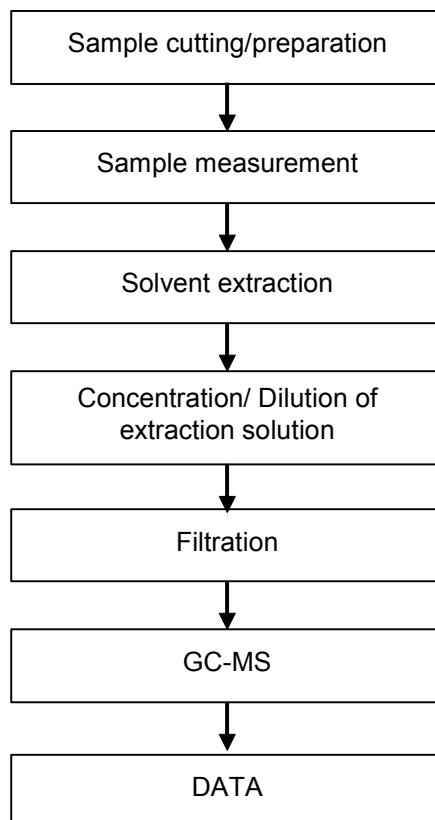 Sample cutting/preparation
Sample measurement
Solvent extraction
Concentration/ Dilution of
extraction solution
Filtration
GC-MS
DATA